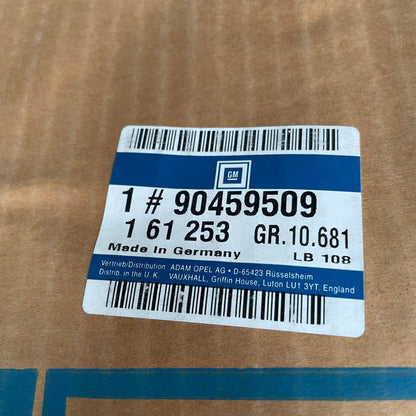 GM
1 # 90459509
1 61 253 GR.10.681
Made In Germany LB 108
Vertrieb/Distribution ADAM OPEL AG • D-65423 Rüsselsheim
Distrib. in the U. K. VAUXHALL, Griffin House, Luton LU1 3YT. England